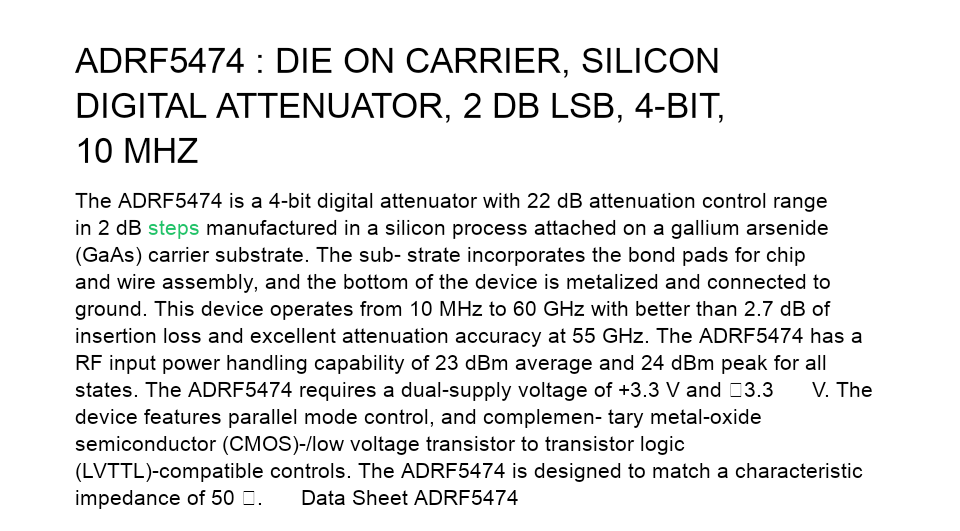 ADRF5474 : DIE ON CARRIER, SILICON
DIGITAL ATTENUATOR, 2 DB LSB, 4-BIT,
10 MHZ
The ADRF5474 is a 4-bit digital attenuator with 22 dB attenuation control range
in 2 dB steps manufactured in a silicon process attached on a gallium arsenide
(GaAs) carrier substrate. The sub- strate incorporates the bond pads for chip
and wire assembly, and the bottom of the device is metalized and connected to
ground. This device operates from 10 MHz to 60 GHz with better than 2.7 dB of
insertion loss and excellent attenuation accuracy at 55 GHz. The ADRF5474 has a
RF input power handling capability of 23 dBm average and 24 dBm peak for all
states. The ADRF5474 requires a dual-supply voltage of +3.3 V and □3.3 V. The
device features parallel mode control, and complemen- tary metal-oxide
semiconductor (CMOS)-/low voltage transistor to transistor logic
(LVTTL)-compatible controls. The ADRF5474 is designed to match a characteristic
impedance of 50 □. Data Sheet ADRF5474